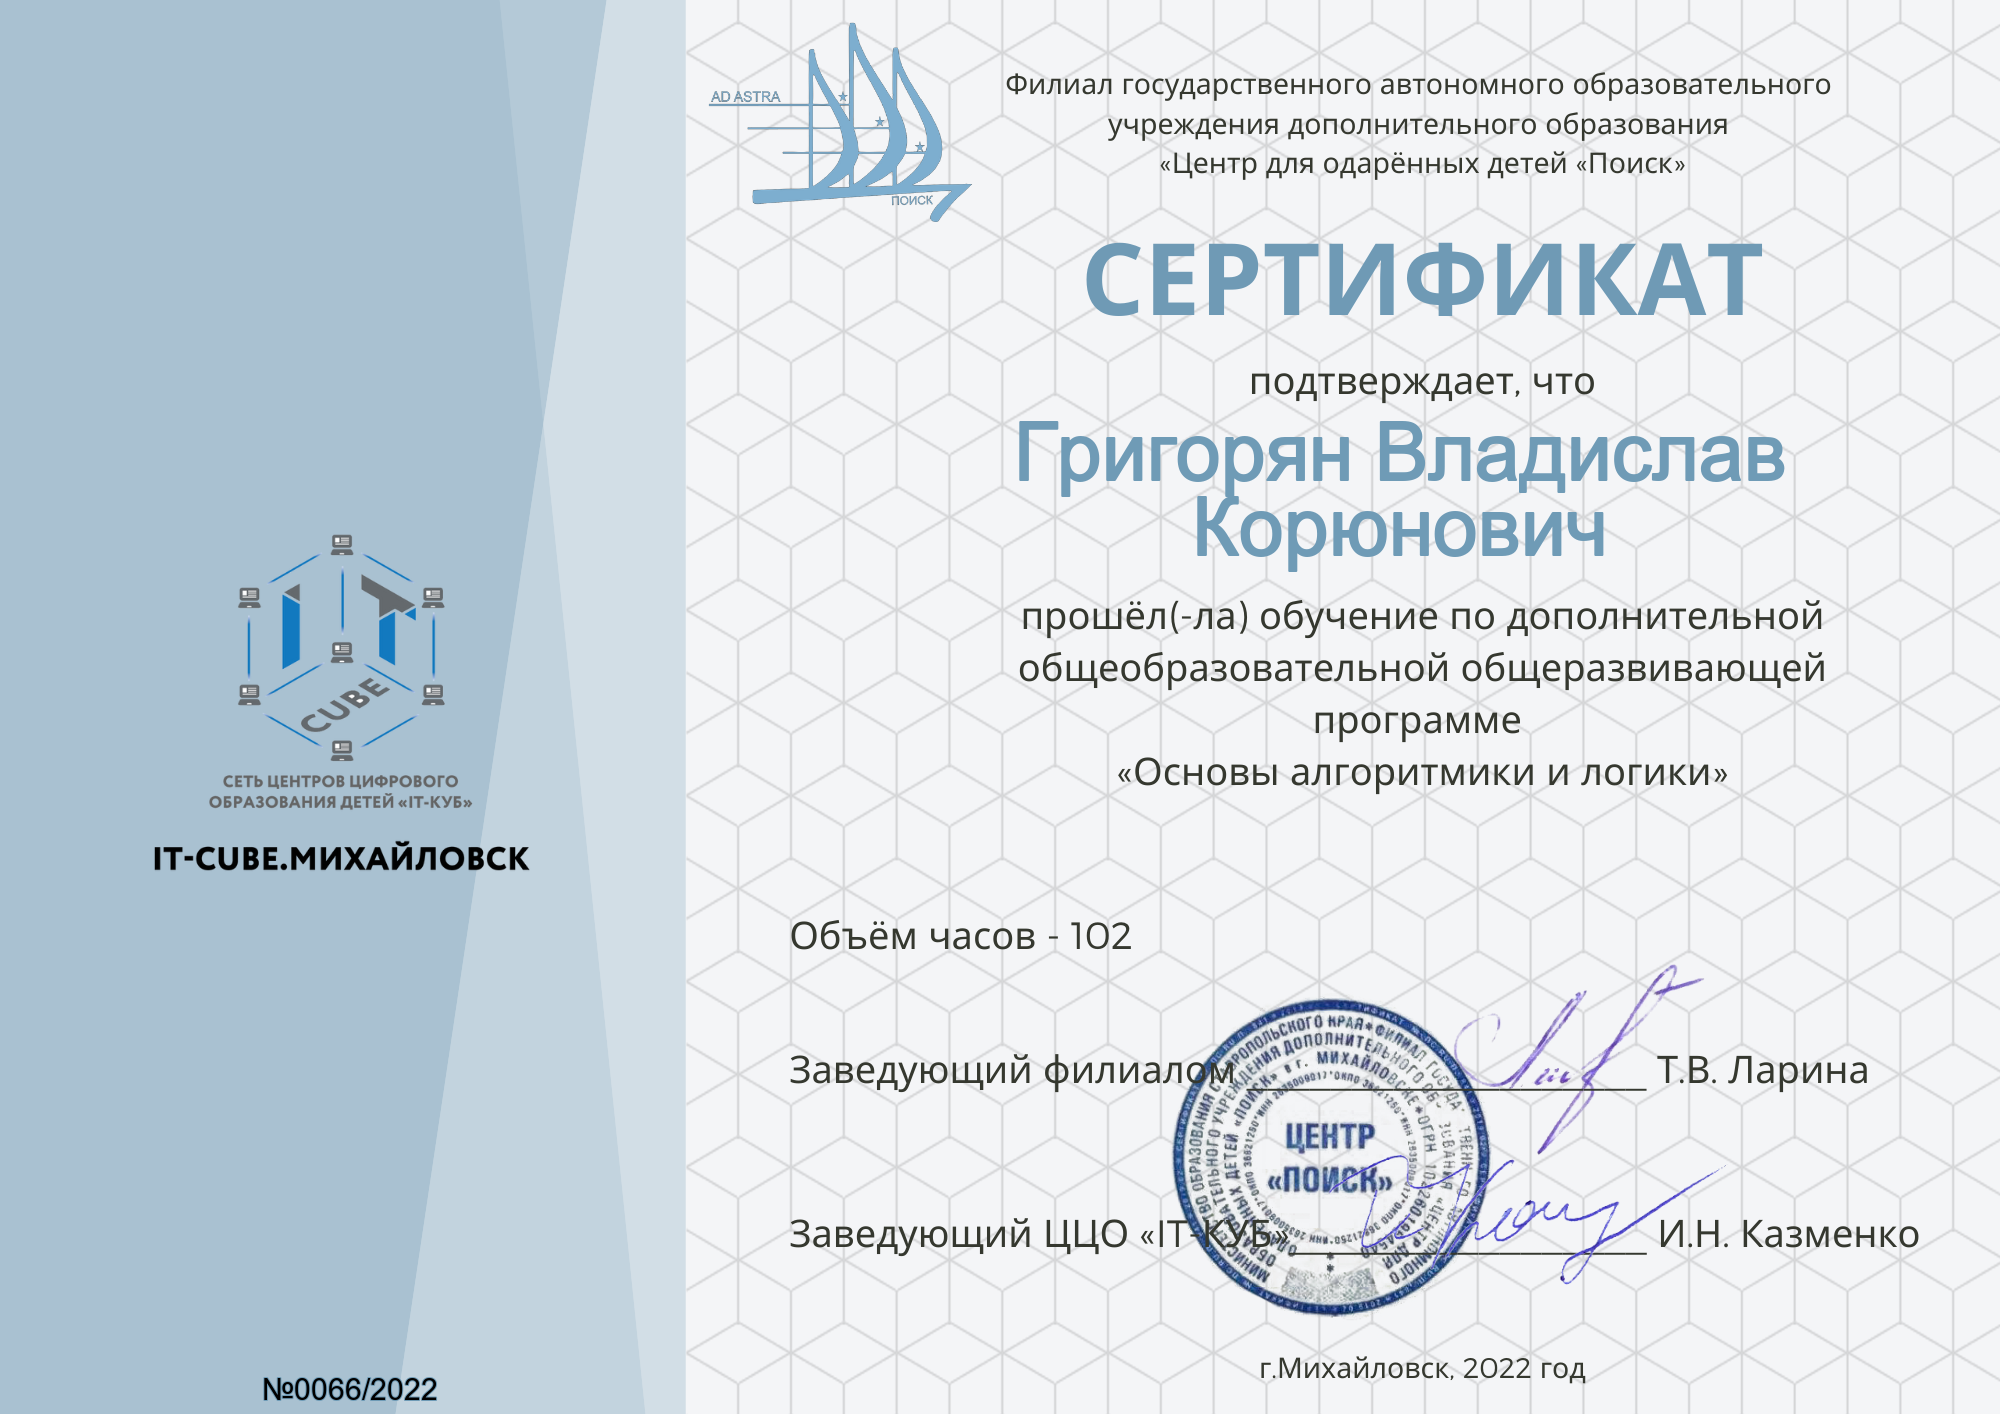 AD ASTRA
ПОИСК
Филиал государственного автономного образовательного
учреждения дополнительного образования
«Центр для одарённых детей «Поиск»
СЕРТИФИКАТ
подтверждает, что
Григорян Владислав
Корюнович
прошёл(-ла) обучение по дополнительной
общеобразовательной общеразвивающей
программе
«Основы алгоритмики и логики»
IT
CUBE
СЕТЬ ЦЕНТРОВ ЦИФРОВОГО
ОБРАЗОВАНИЯ ДЕТЕЙ «IT-КУБ»
IT-CUBE.МИХАЙЛОВСК
Объём часов - 102
Заведующий филиалом Т.В. Ларина
ЦЕНТР
«ПОИСК»
Заведующий ЦЦО «IT-КУБ» И.Н. Казменко
г.Михайловск, 2022 год
№0066/2022